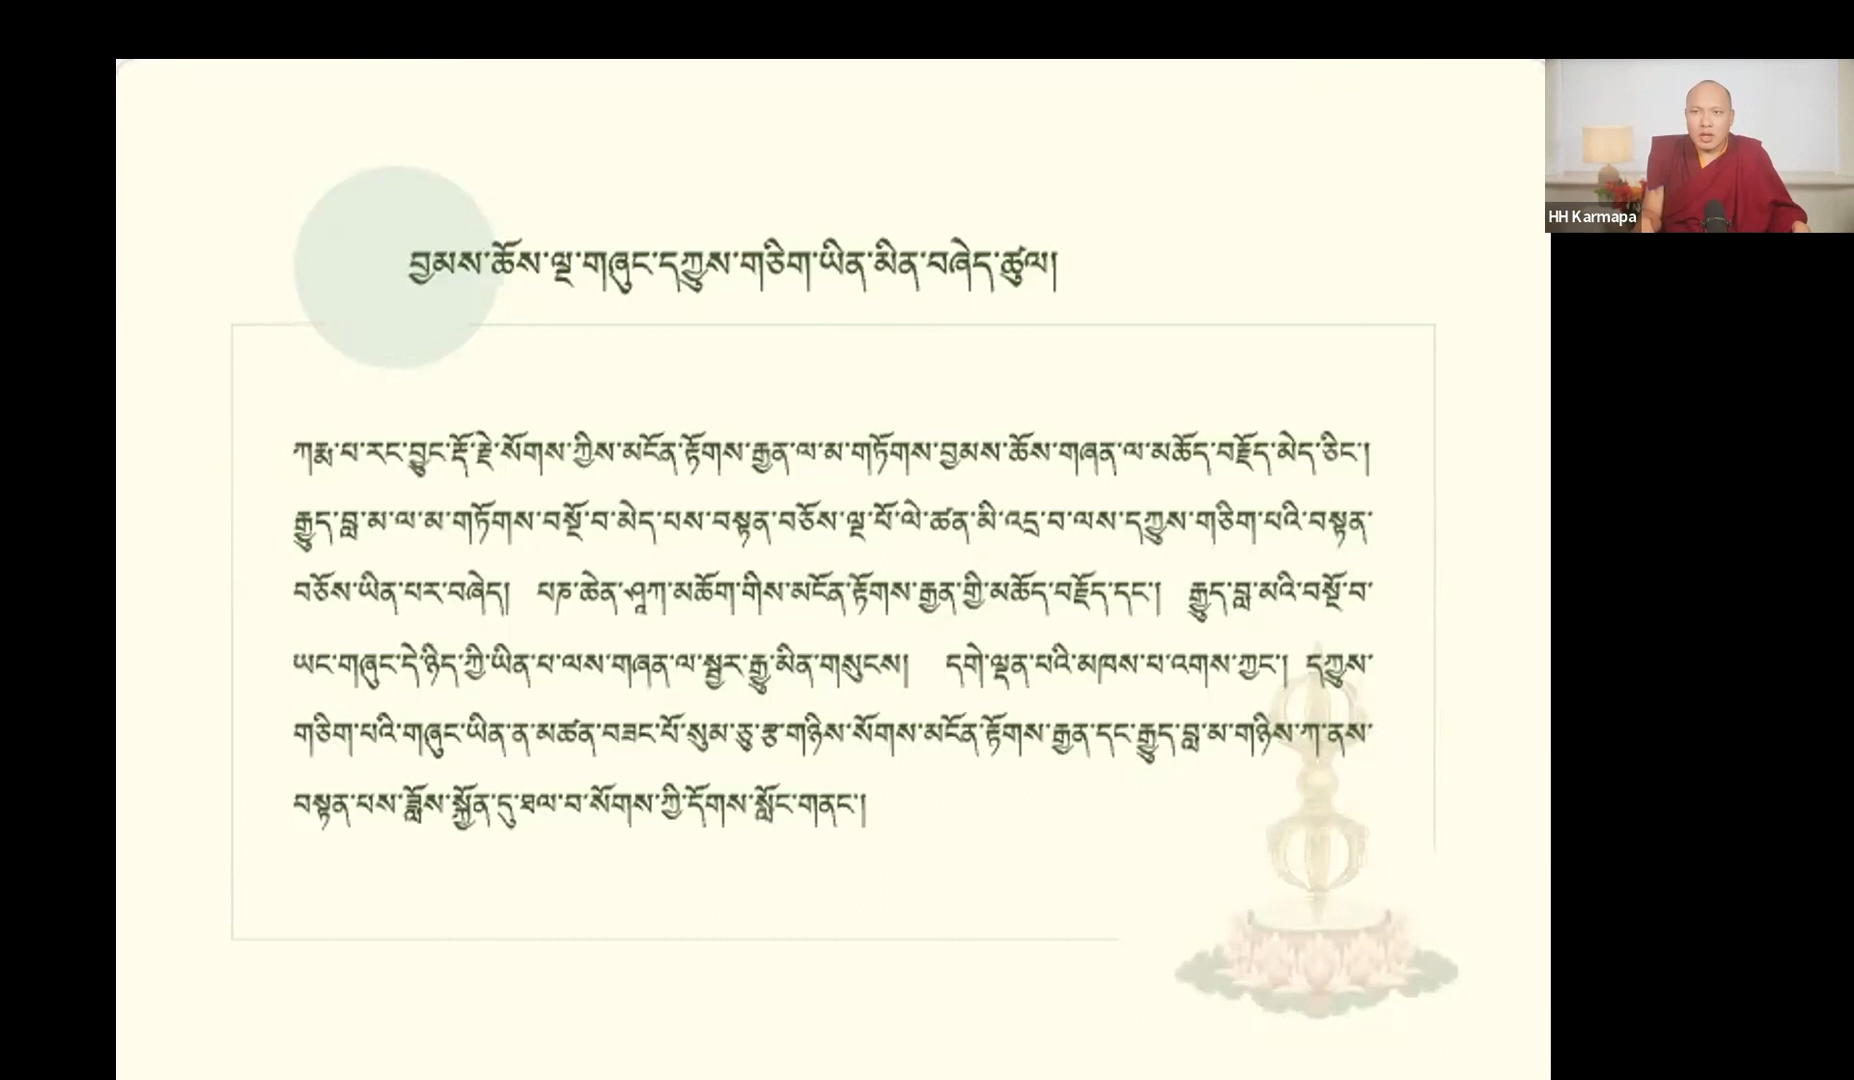 བྱམས་ཆོས་ལྔ་གཞུང་དཀྱུས་གཅིག་ཡིན་མིན་བཞེད་ཚུལ།
HH Karmapa
ཀརྨ་པ་རང་བྱུང་རྡོ་རྗེ་སོགས་ཀྱིས་མངོན་རྟོགས་རྒྱན་ལ་མ་གཏོགས་བྱམས་ཆོས་གཞན་ལ་མཆོད་བརྗོད་མེད་ཅིང་།
རྒྱུད་བླ་མ་ལ་མ་གཏོགས་བསྔོ་བ་མེད་པས་བསྟན་བཅོས་ལྔ་པོ་ལེ་ཚན་མི་འདྲ་བ་ལས་དཀྱུས་གཅིག་པའི་བསྟན་
བཅོས་ཡིན་པར་བཞེད། པཎ་ཆེན་ཤཱཀ་མཆོག་གིས་མངོན་རྟོགས་རྒྱན་གྱི་མཆོད་བརྗོད་དང་། རྒྱུད་བླ་མའི་བསྔོ་བ་
ཡང་གཞུང་དེ་ཉིད་ཀྱི་ཡིན་པ་ལས་གཞན་ལ་སྦྱར་རྒྱུ་མིན་གསུངས། དགེ་ལྡན་པའི་མཁས་པ་འགས་ཀྱང་། དཀྱུས་
གཅིག་པའི་གཞུང་ཡིན་ན་མཚན་བཟང་པོ་སུམ་ཅུ་རྩ་གཉིས་སོགས་མངོན་རྟོགས་རྒྱན་དང་རྒྱུད་བླ་མ་གཉིས་ཀ་ནས་
བསྟན་པས་ཟློས་སྐྱོན་དུ་ཐལ་བ་སོགས་ཀྱི་དོགས་སློང་གནང་།